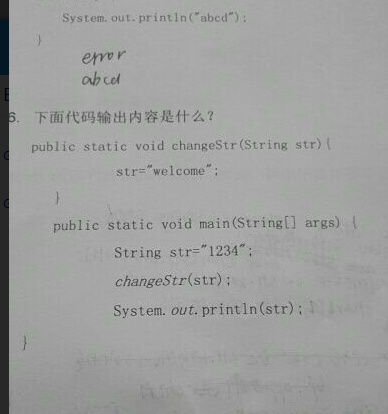 System.out.println("abcd");
}
error
abcd
6. 下面代码输出内容是什么?
public static void changeStr(String str){
str="welcome";
}
public static void main(String[] args) {
String str="1234";
changeStr(str);
System.out.println(str);
}